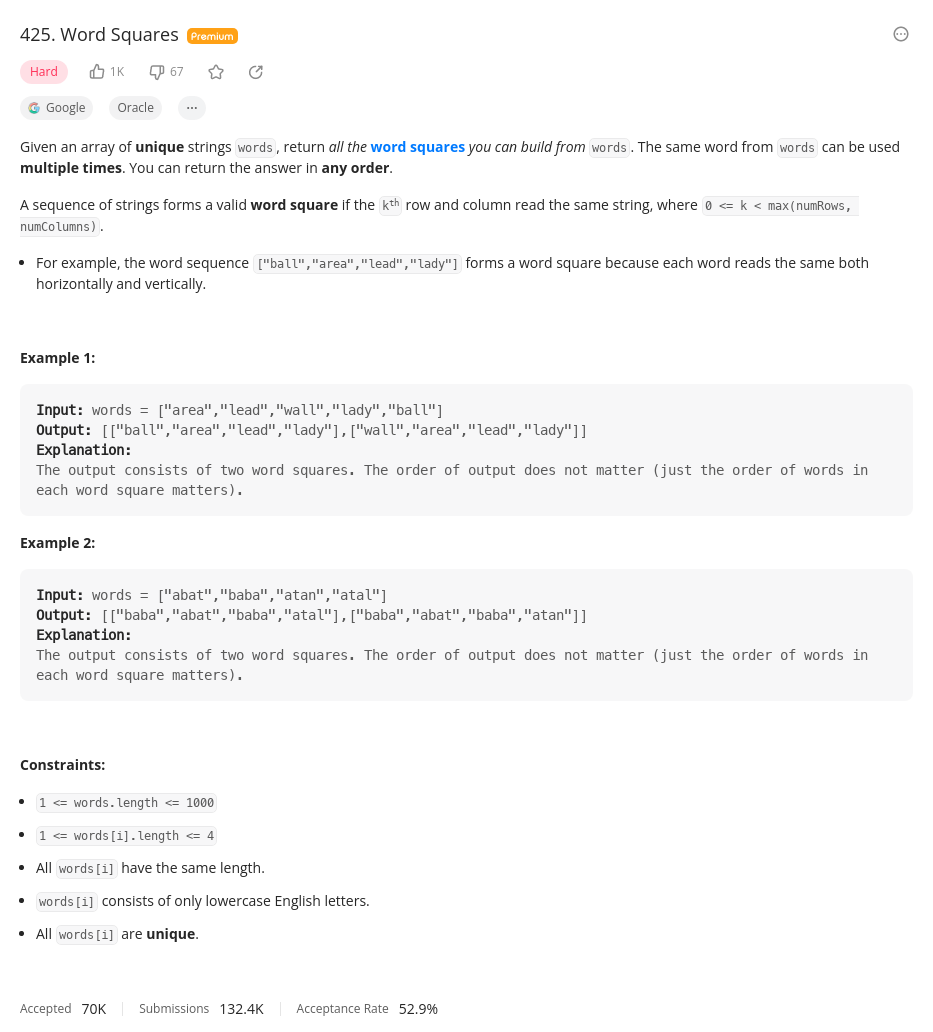 425. Word Squares Premium
Hard 1K 67
Google Oracle ...
Given an array of unique strings words, return all the word squares you can build from words. The same word from words can be used
multiple times. You can return the answer in any order.
A sequence of strings forms a valid word square if the kth row and column read the same string, where 0 <= k < max(numRows,
numColumns).
• For example, the word sequence ["ball","area","lead","lady"] forms a word square because each word reads the same both
horizontally and vertically.
Example 1:
Input: words = ["area","lead","wall","lady","ball"]
Output: [["ball","area","lead","lady"],["wall","area","lead","lady"]]
Explanation:
The output consists of two word squares. The order of output does not matter (just the order of words in
each word square matters).
Example 2:
Input: words = ["abat","baba","atan","atal"]
Output: [["baba","abat","baba","atal"],["baba","abat","baba","atan"]]
Explanation:
The output consists of two word squares. The order of output does not matter (just the order of words in
each word square matters).
Constraints:
• 1 <= words.length <= 1000
• 1 <= words[i].length <= 4
• All words[i] have the same length.
• words[i] consists of only lowercase English letters.
• All words[i] are unique.
Accepted 70K Submissions 132.4K Acceptance Rate 52.9%